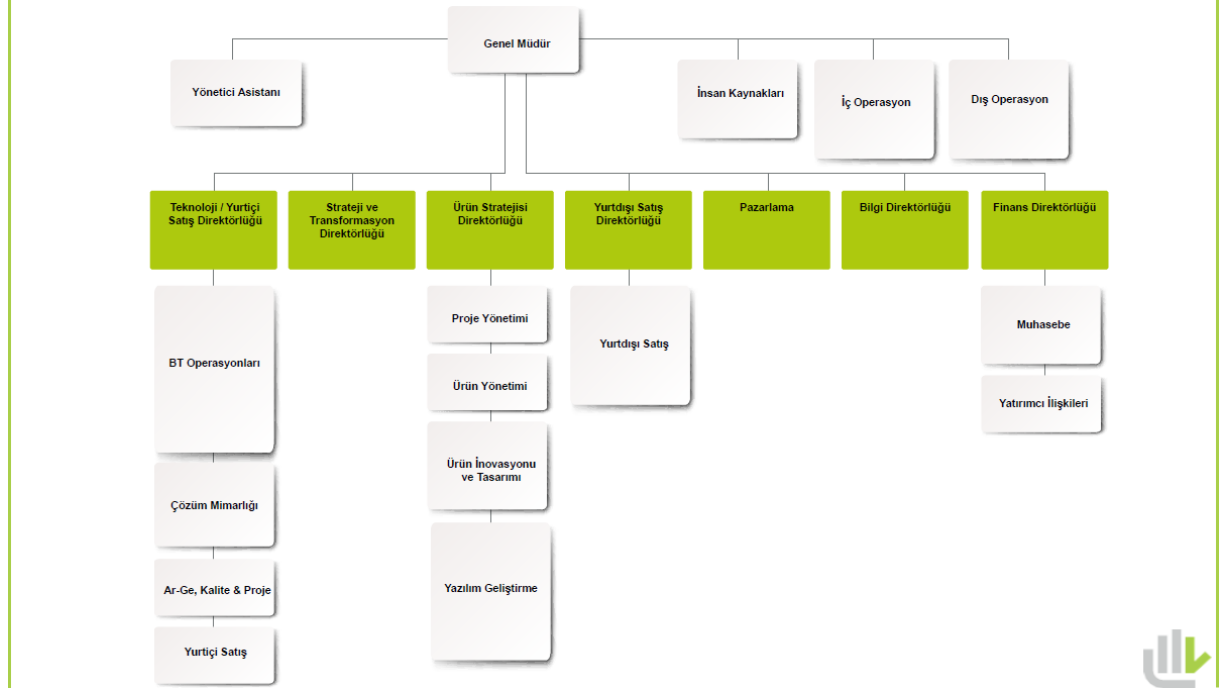 Genel Müdür
Yönetici Asistanı
İnsan Kaynakları
İç Operasyon
Dış Operasyon
Teknoloji / Yurtiçi
Satış Direktörlüğü
Strateji ve
Transformasyon
Direktörlüğü
Ürün Stratejisi
Direktörlüğü
Yurtdışı Satış
Direktörlüğü
Pazarlama
Bilgi Direktörlüğü
Finans Direktörlüğü
BT Operasyonları
Çözüm Mimarlığı
Ar-Ge, Kalite & Proje
Yurtiçi Satış
Proje Yönetimi
Ürün Yönetimi
Ürün İnovasyonu
ve Tasarımı
Yazılım Geliştirme
Yurtdışı Satış
Muhasebe
Yatırımcı İlişkileri